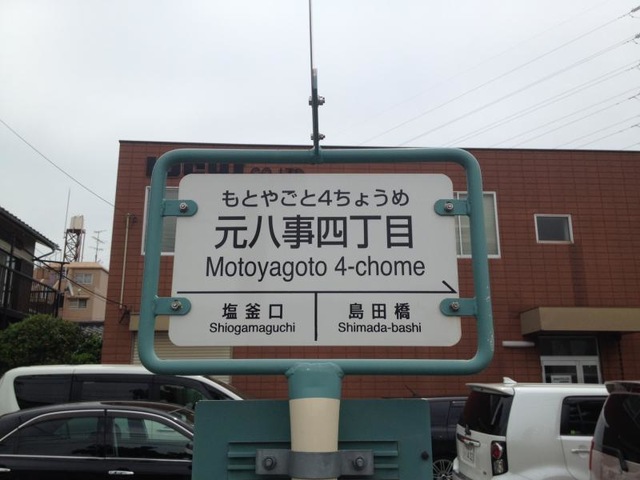 もとやごと4ちょうめ
元八事四丁目
Motoyagoto 4-chome
塩釜口
Shiogamaguchi
島田橋
Shimada-bashi